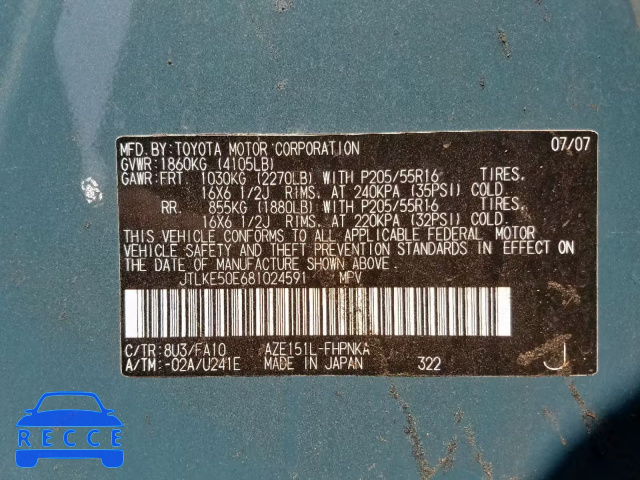 MFD. BY: TOYOTA MOTOR CORPORATION 07/07
GVWR: 1860KG (4105LB)
GAWR: FRT 1030KG (2270LB) WITH P205/55R16 TIRES.
16X6 1/2J RIMS. AT 240KPA (35PSI) COLD.
RR. 855KG (1880LB) WITH P205/55R16 TIRES.
16X6 1/2J RIMS. AT 220KPA (32PSI) COLD.
THIS VEHICLE CONFORMS TO ALL APPLICABLE FEDERAL MOTOR
VEHICLE SAFETY AND THEFT PREVENTION STANDARDS IN EFFECT ON
THE DATE OF MANUFACTURE SHOWN ABOVE.
JTLKE50E681024591 MPV
C/TR: 8U3/FA10 AZE151L-FHPNKA
A/TM: -02A/U241E MADE IN JAPAN 322 J
RECCE